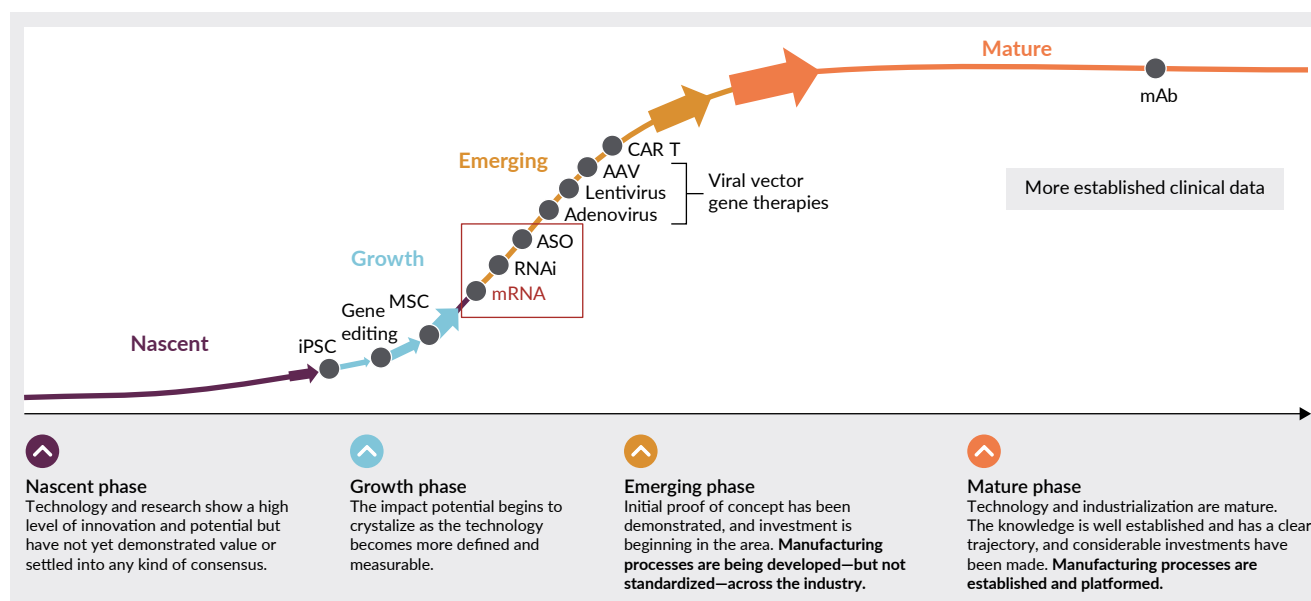 Mature
mAb
CAR T
Emerging
AAV
Viral vector
gene therapies
Lentivirus
More established clinical data
Adenovirus
ASO
Growth
RNAi
mRNA
MSC
Gene
editing
Nascent
iPSC
Nascent phase
Technology and research show a high
level of innovation and potential but
have not yet demonstrated value or
settled into any kind of consensus.
Growth phase
The impact potential begins to
crystalize as the technology
becomes more defined and
measurable.
Emerging phase
Initial proof of concept has been
demonstrated, and investment is
beginning in the area. Manufacturing
processes are being developed—but not
standardized—across the industry.
Mature phase
Technology and industrialization are mature.
The knowledge is well established and has a clear
trajectory, and considerable investments have
been made. Manufacturing processes are
established and platformed.